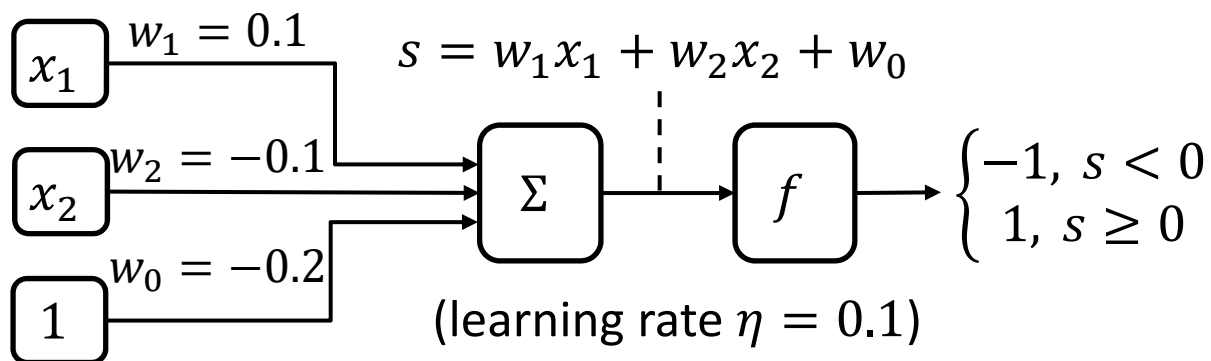 w₁ = 0.1
x₁
s = w₁x₁ + w₂x₂ + w₀
w₂ = −0.1
x₂
Σ
f
−1, s < 0
1, s ≥ 0
w₀ = −0.2
1
(learning rate η = 0.1)